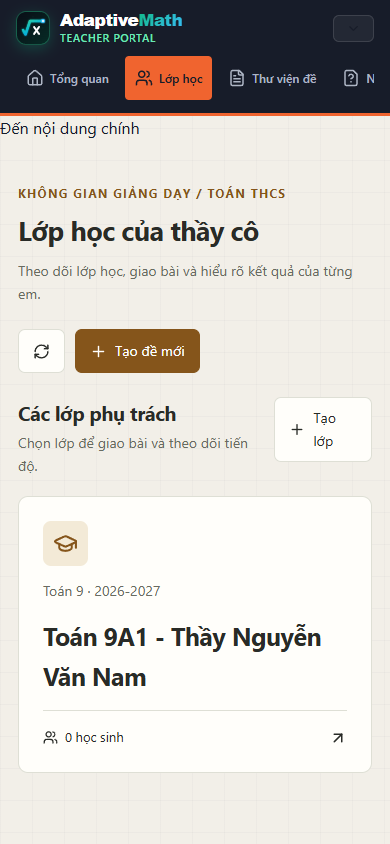 AdaptiveMath
TEACHER PORTAL
Tổng quan
Lớp học
Thư viện đề
N
Đến nội dung chính
KHÔNG GIAN GIẢNG DẠY / TOÁN THCS
Lớp học của thầy cô
Theo dõi lớp học, giao bài và hiểu rõ kết quả của từng
em.
Tạo đề mới
Các lớp phụ trách
Chọn lớp để giao bài và theo dõi tiến
độ.
Tạo
lớp
Toán 9 · 2026-2027
Toán 9A1 - Thầy Nguyễn
Văn Nam
0 học sinh